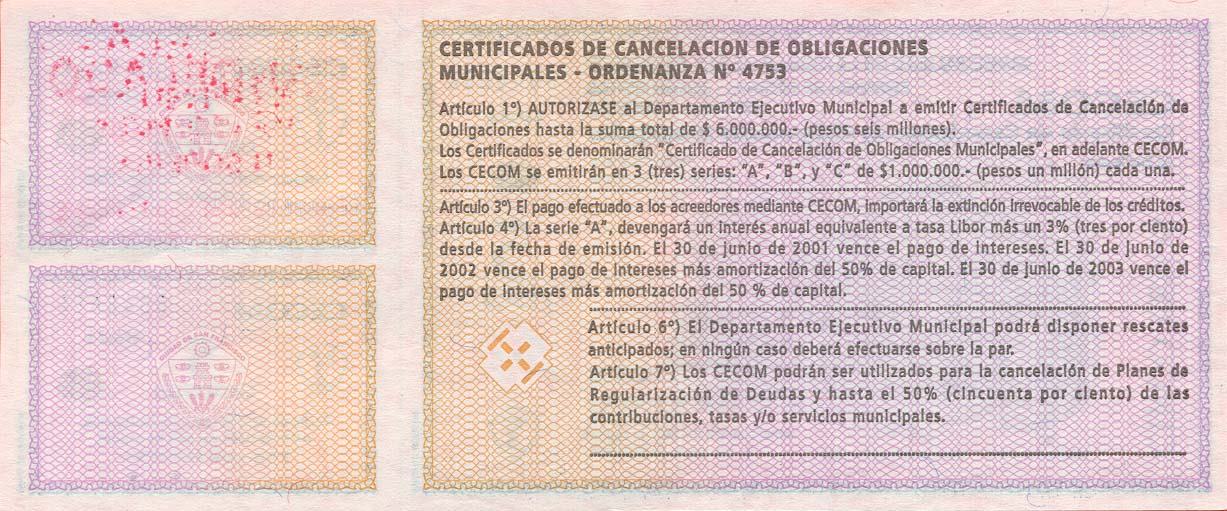 CERTIFICADOS DE CANCELACION DE OBLIGACIONES
MUNICIPALES - ORDENANZA Nº 4753
Artículo 1º) AUTORIZASE al Departamento Ejecutivo Municipal a emitir Certificados de Cancelación de
Obligaciones hasta la suma total de $ 6.000.000.- (pesos seis millones).
Los Certificados se denominarán "Certificado de Cancelación de Obligaciones Municipales", en adelante CECOM.
Los CECOM se emitirán en 3 (tres) series: "A", "B", y "C" de $1.000.000.- (pesos un millón) cada una.
Artículo 3º) El pago efectuado a los acreedores mediante CECOM, importará la extinción irrevocable de los créditos.
Artículo 4º) La serie "A", devengará un interés anual equivalente a tasa Libor más un 3% (tres por ciento)
desde la fecha de emisión. El 30 de junio de 2001 vence el pago de intereses. El 30 de junio de
2002 vence el pago de intereses más amortización del 50% de capital. El 30 de junio de 2003 vence el
pago de intereses más amortización del 50 % de capital.
Artículo 6º) El Departamento Ejecutivo Municipal podrá disponer rescates
anticipados; en ningún caso deberá efectuarse sobre la par.
Artículo 7º) Los CECOM podrán ser utilizados para la cancelación de Planes de
Regularización de Deudas y hasta el 50% (cincuenta por ciento) de las
contribuciones, tasas y/o servicios municipales.
CIUDAD DE SAN FRANCISCO